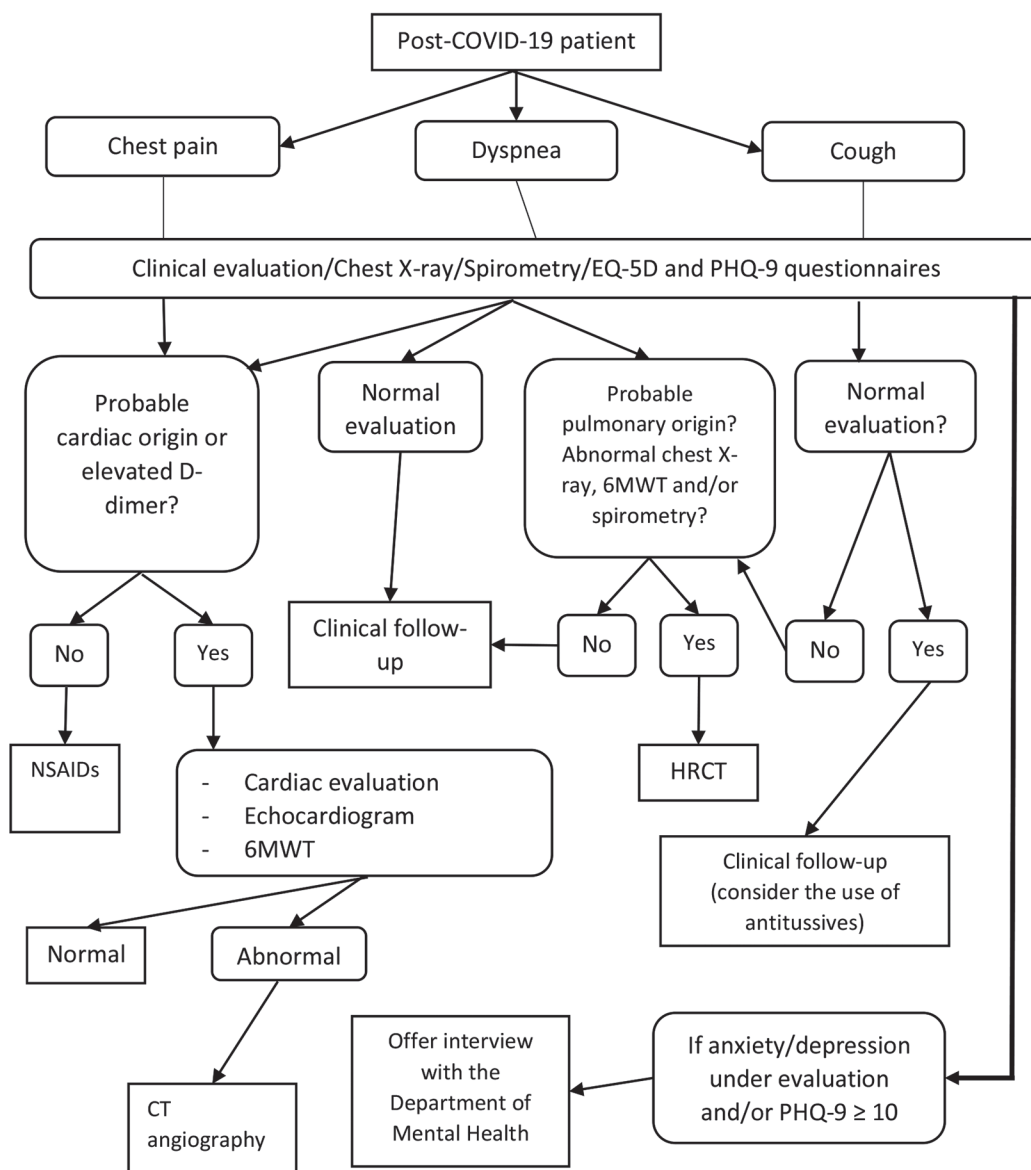 Post-COVID-19 patient
Chest pain
Dyspnea
Cough
Clinical evaluation/Chest X-ray/Spirometry/EQ-5D and PHQ-9 questionnaires
Probable
cardiac origin or
elevated D-
dimer?
Normal
evaluation
Probable
pulmonary origin?
Abnormal chest X-
ray, 6MWT and/or
spirometry?
Normal
evaluation?
No
Yes
Clinical follow-
up
No
Yes
No
Yes
NSAIDs
- Cardiac evaluation
- Echocardiogram
- 6MWT
HRCT
Clinical follow-up
(consider the use of
antitussives)
Normal
Abnormal
CT
angiography
Offer interview
with the
Department of
Mental Health
If anxiety/depression
under evaluation
and/or PHQ-9 ≥ 10